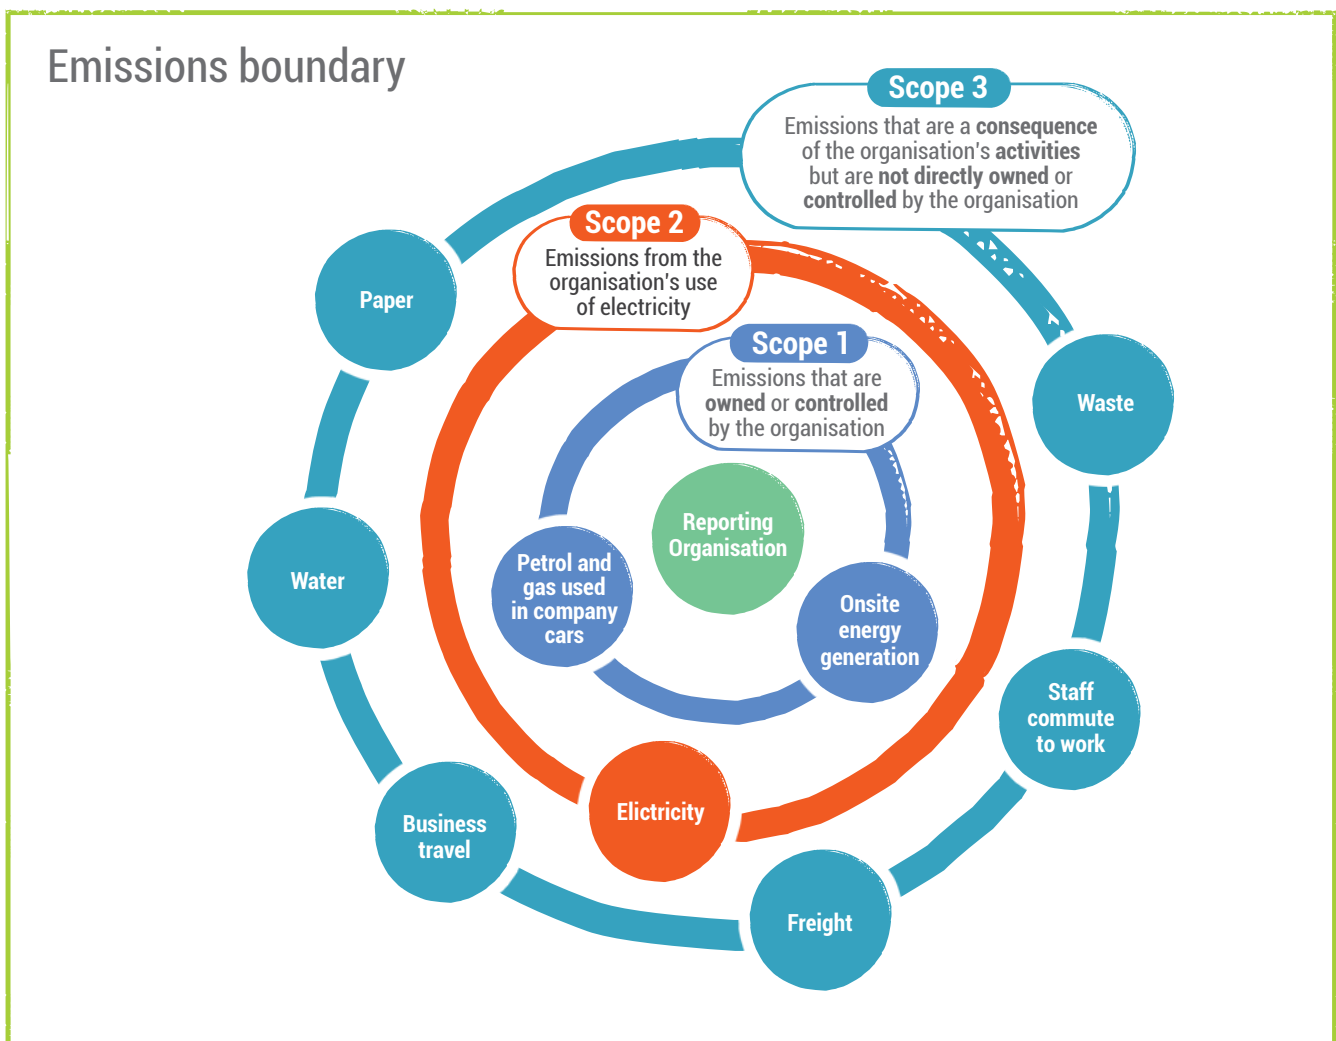 Emissions boundary
Scope 3
Emissions that are a consequence
of the organisation's activities
but are not directly owned or
controlled by the organisation
Scope 2
Emissions from the
organisation's use
of electricity
Scope 1
Emissions that are
owned or controlled
by the organisation
Paper
Waste
Reporting
Organisation
Water
Petrol and
gas used
in company
cars
Onsite
energy
generation
Staff
commute
to work
Business
travel
Elictricity
Freight